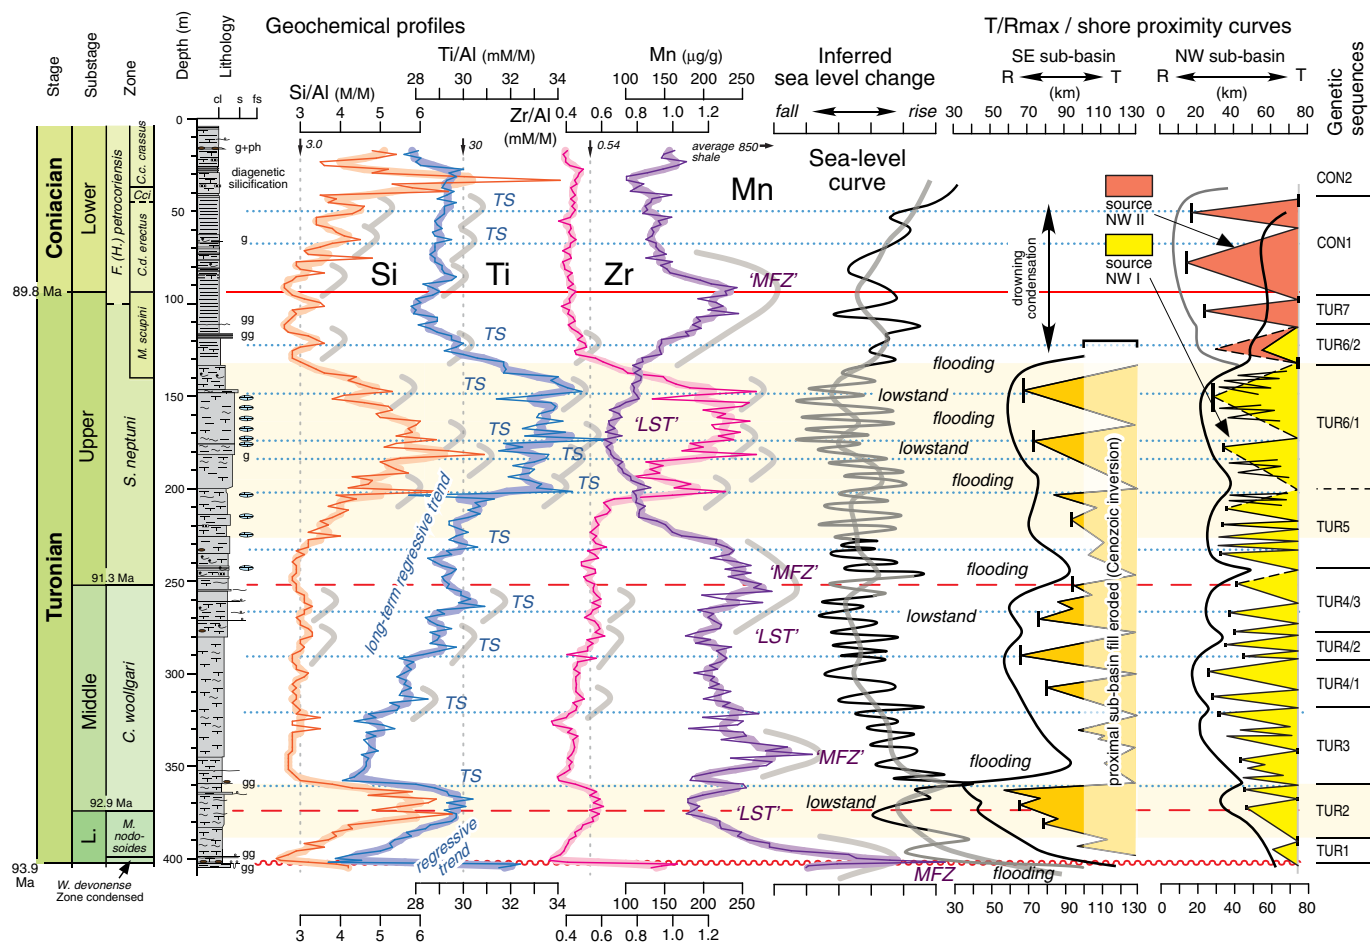 Geochemical profiles
T/Rmax / shore proximity curves
Stage
Substage
Zone
Depth (m)
Lithology
cl s fs
Si/Al (M/M)
3 4 5 6
Ti/Al (mM/M)
28 30 32 34
Zr/Al
(mM/M)
0.4 0.6 0.8 1.0 1.2
Mn (µg/g)
100 150 200 250
Inferred
sea level change
fall rise
SE sub-basin
R T
(km)
30 50 70 90 110 130
NW sub-basin
R T
(km)
0 20 40 60 80
Genetic
sequences
3.0
30
0.54
average
shale 850
Coniacian
Turonian
Lower
Upper
Middle
L.
F. (H.) petrocoriensis
C.c. crassus
Cci
C.d. erectus
M. scupini
S. neptuni
C. woollgari
M.
nodo-
soides
W. devonense
Zone condensed
89.8 Ma
91.3 Ma
92.9 Ma
93.9
Ma
0
50
100
150
200
250
300
350
400
g+ph
diagenetic
silicification
g
gg
gg
g
gg
gg
gg
Si
Ti
Zr
Mn
TS
TS
TS
TS
TS
TS
TS
TS
TS
TS
TS
long-term regressive trend
regressive
trend
'MFZ'
'LST'
'MFZ'
'LST'
'MFZ'
'LST'
MFZ
Sea-level
curve
flooding
lowstand
flooding
lowstand
flooding
flooding
lowstand
flooding
lowstand
flooding
drowning
condensation
proximal sub-basin fill eroded (Cenozoic inversion)
source
NW II
source
NW I
CON2
CON1
TUR7
TUR6/2
TUR6/1
TUR5
TUR4/3
TUR4/2
TUR4/1
TUR3
TUR2
TUR1
28 30 32 34
100 150 200 250
30 50 70 90 110 130
0 20 40 60 80
3 4 5 6
0.4 0.6 0.8 1.0 1.2